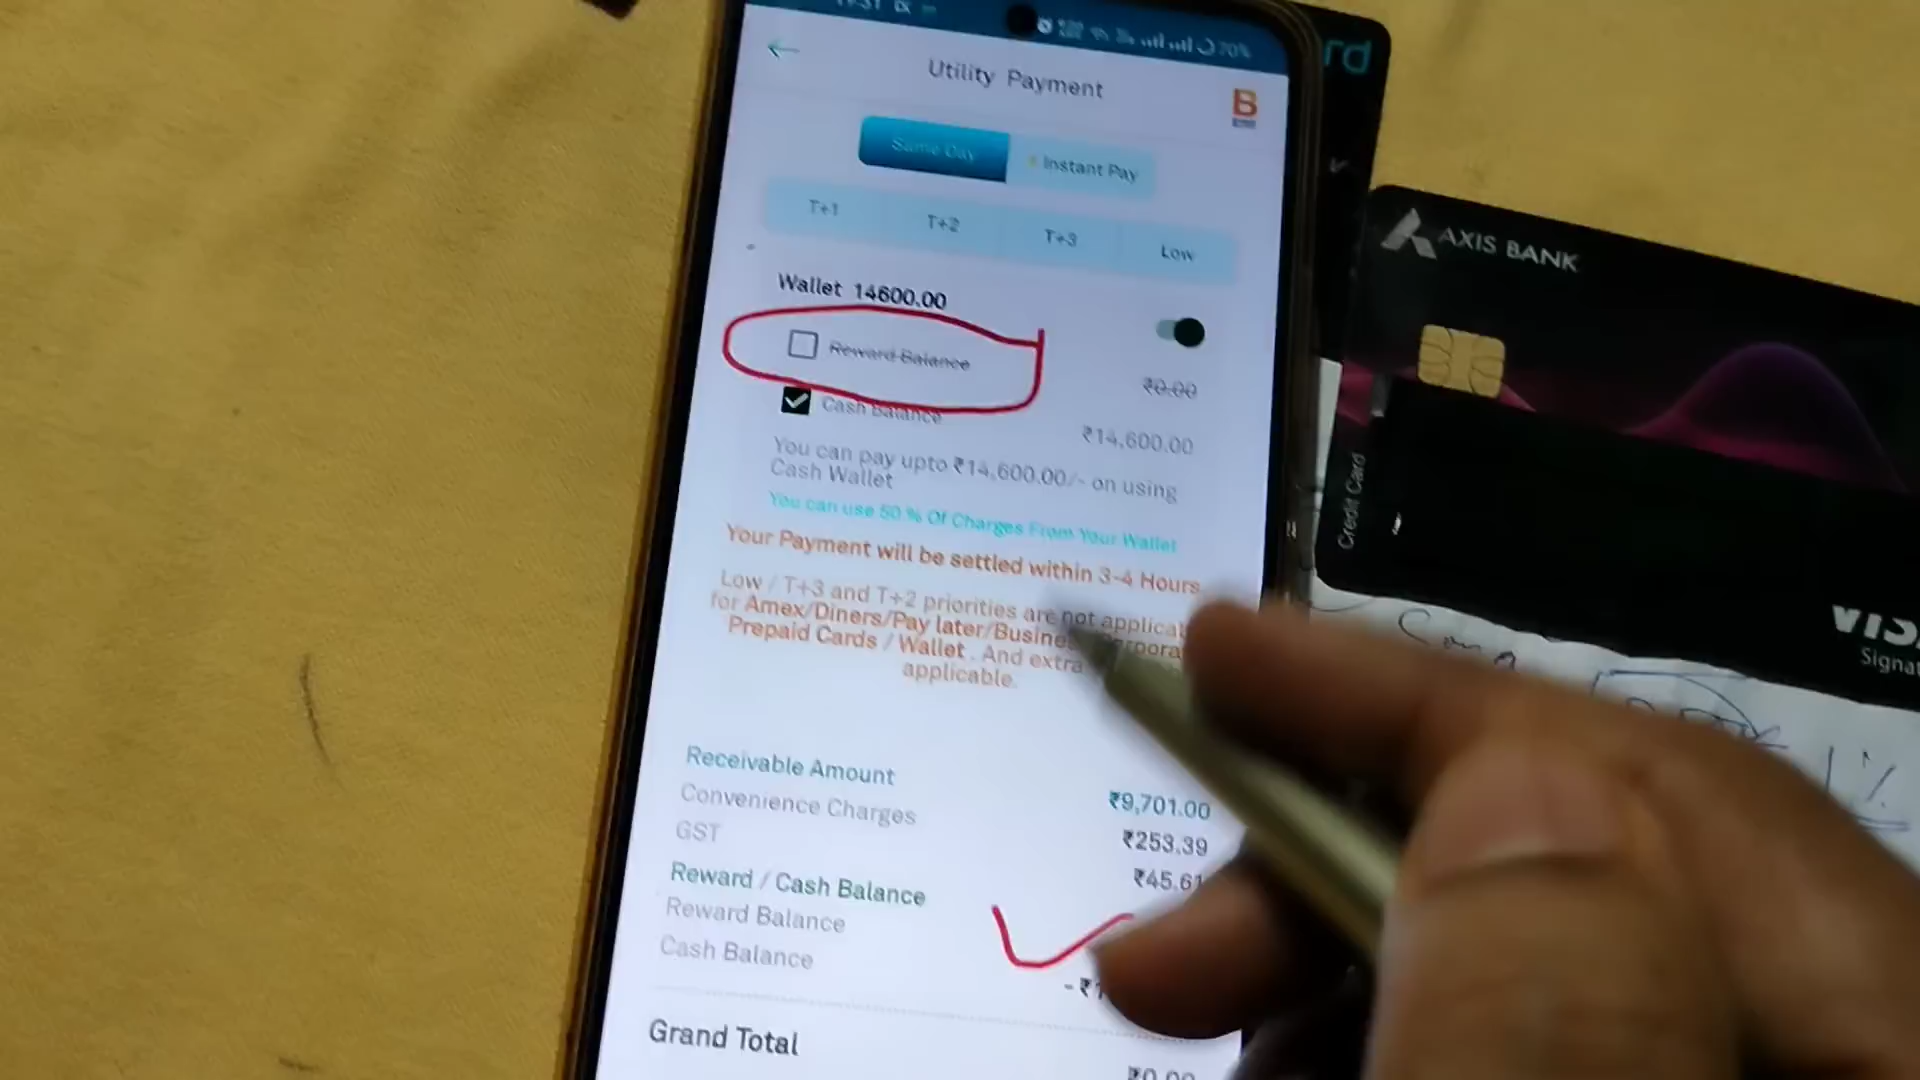 70%
Utility Payment
B
Same Day
Instant Pay
T+1 T+2 T+3 Low
Wallet 14600.00
Reward Balance ₹0.00
Cash Balance ₹14,600.00
You can pay upto ₹14,600.00/- on using
Cash Wallet
You can use 50 % Of Charges From Your Wallet
Your Payment will be settled within 3-4 Hours
Low / T+3 and T+2 priorities are not
for Amex/Diners/Pay later/
Prepaid Cards / Wallet . And extra
applicable.
Receivable Amount ₹9,701.00
Convenience Charges ₹253.39
GST ₹45.61
Reward / Cash Balance
Reward Balance
Cash Balance
Grand Total ₹0.00
rd
AXIS BANK
Credit Card
VISA
1%